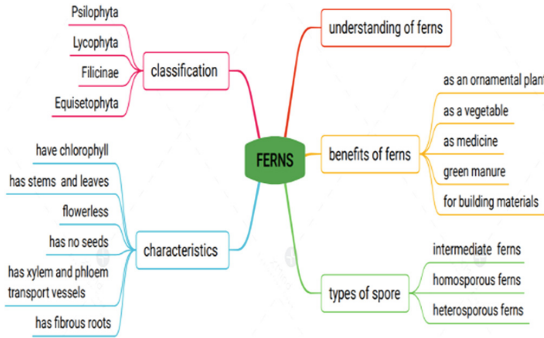 Psilophyta
Lycophyta
Filicinae
Equisetophyta
classification
have chlorophyll
has stems and leaves
flowerless
has no seeds
has xylem and phloem
transport vessels
has fibrous roots
characteristics
FERNS
understanding of ferns
benefits of ferns
as an ornamental plant
as a vegetable
as medicine
green manure
for building materials
types of spore
intermediate ferns
homosporous ferns
heterosporous ferns